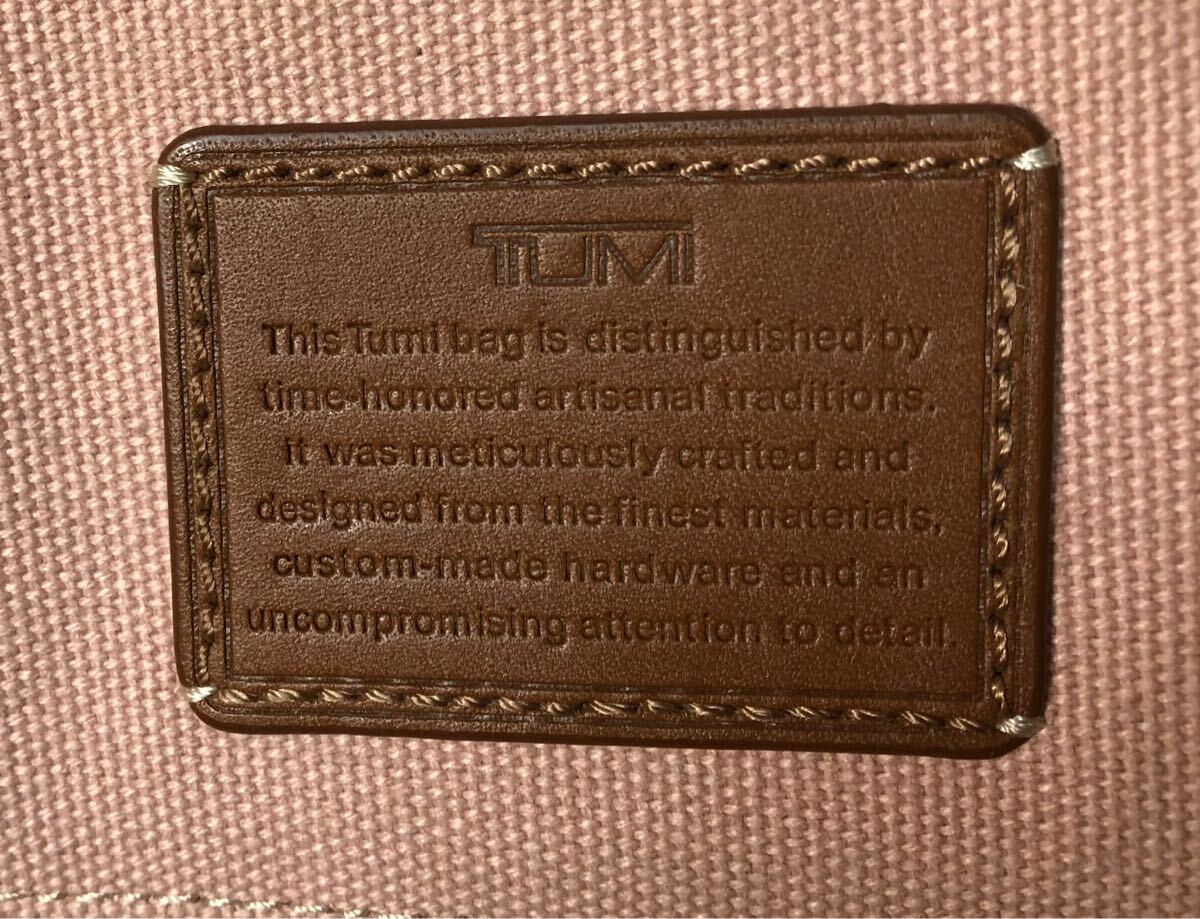 TUMI
This Tumi bag is distinguished by
time-honored artisanal traditions.
It was meticulously crafted and
designed from the finest materials,
custom-made hardware and an
uncompromising attention to detail.